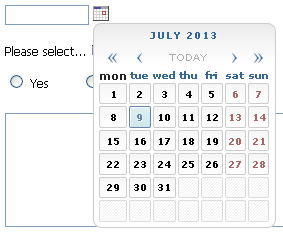 JULY 2013
« ‹ TODAY › »
Please select...
mon tue wed thu fri sat sun
Yes
1 2 3 4 5 6 7
8 9 10 11 12 13 14
15 16 17 18 19 20 21
22 23 24 25 26 27 28
29 30 31